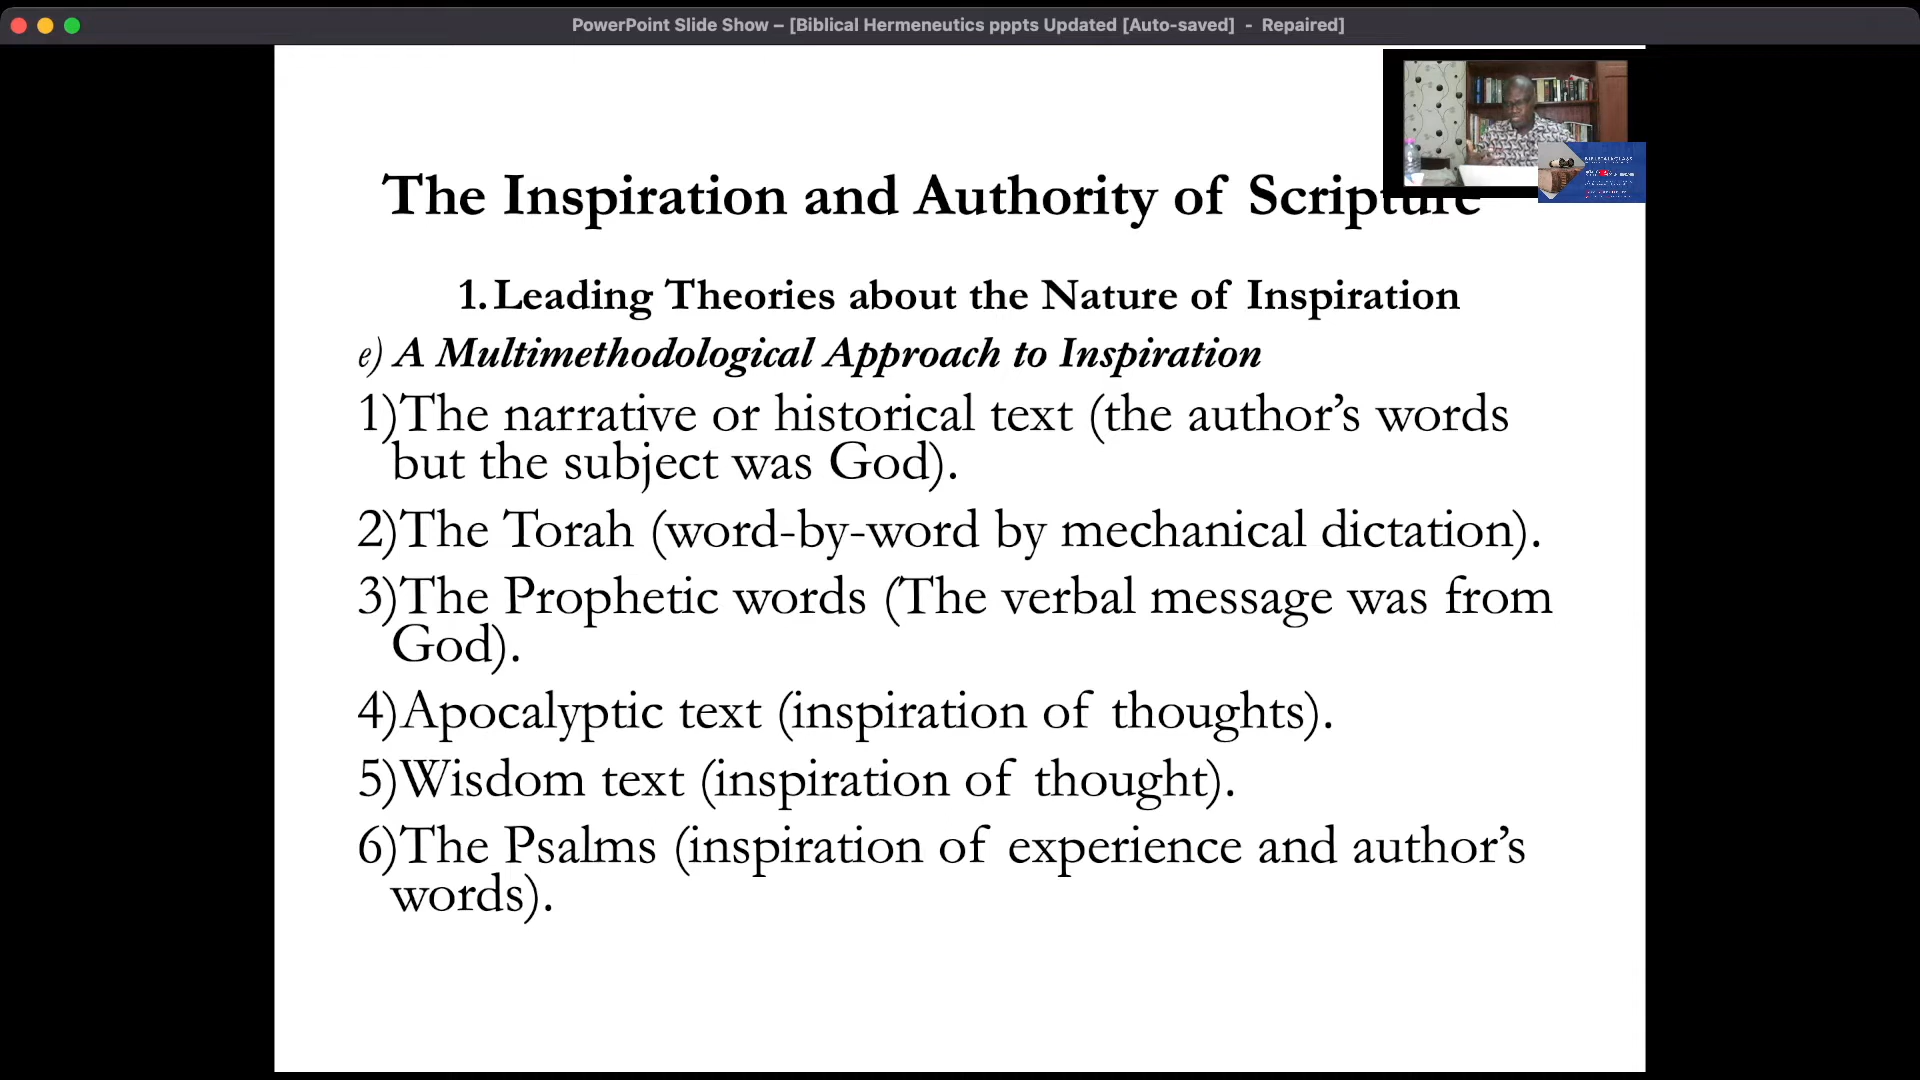 PowerPoint Slide Show – [Biblical Hermeneutics pppts Updated [Auto-saved]  -  Repaired]
The Inspiration and Authority of Scripture
1. Leading Theories about the Nature of Inspiration
e) A Multimethodological Approach to Inspiration
1)The narrative or historical text (the author’s words
but the subject was God).
2)The Torah (word-by-word by mechanical dictation).
3)The Prophetic words (The verbal message was from
God).
4)Apocalyptic text (inspiration of thoughts).
5)Wisdom text (inspiration of thought).
6)The Psalms (inspiration of experience and author’s
words).